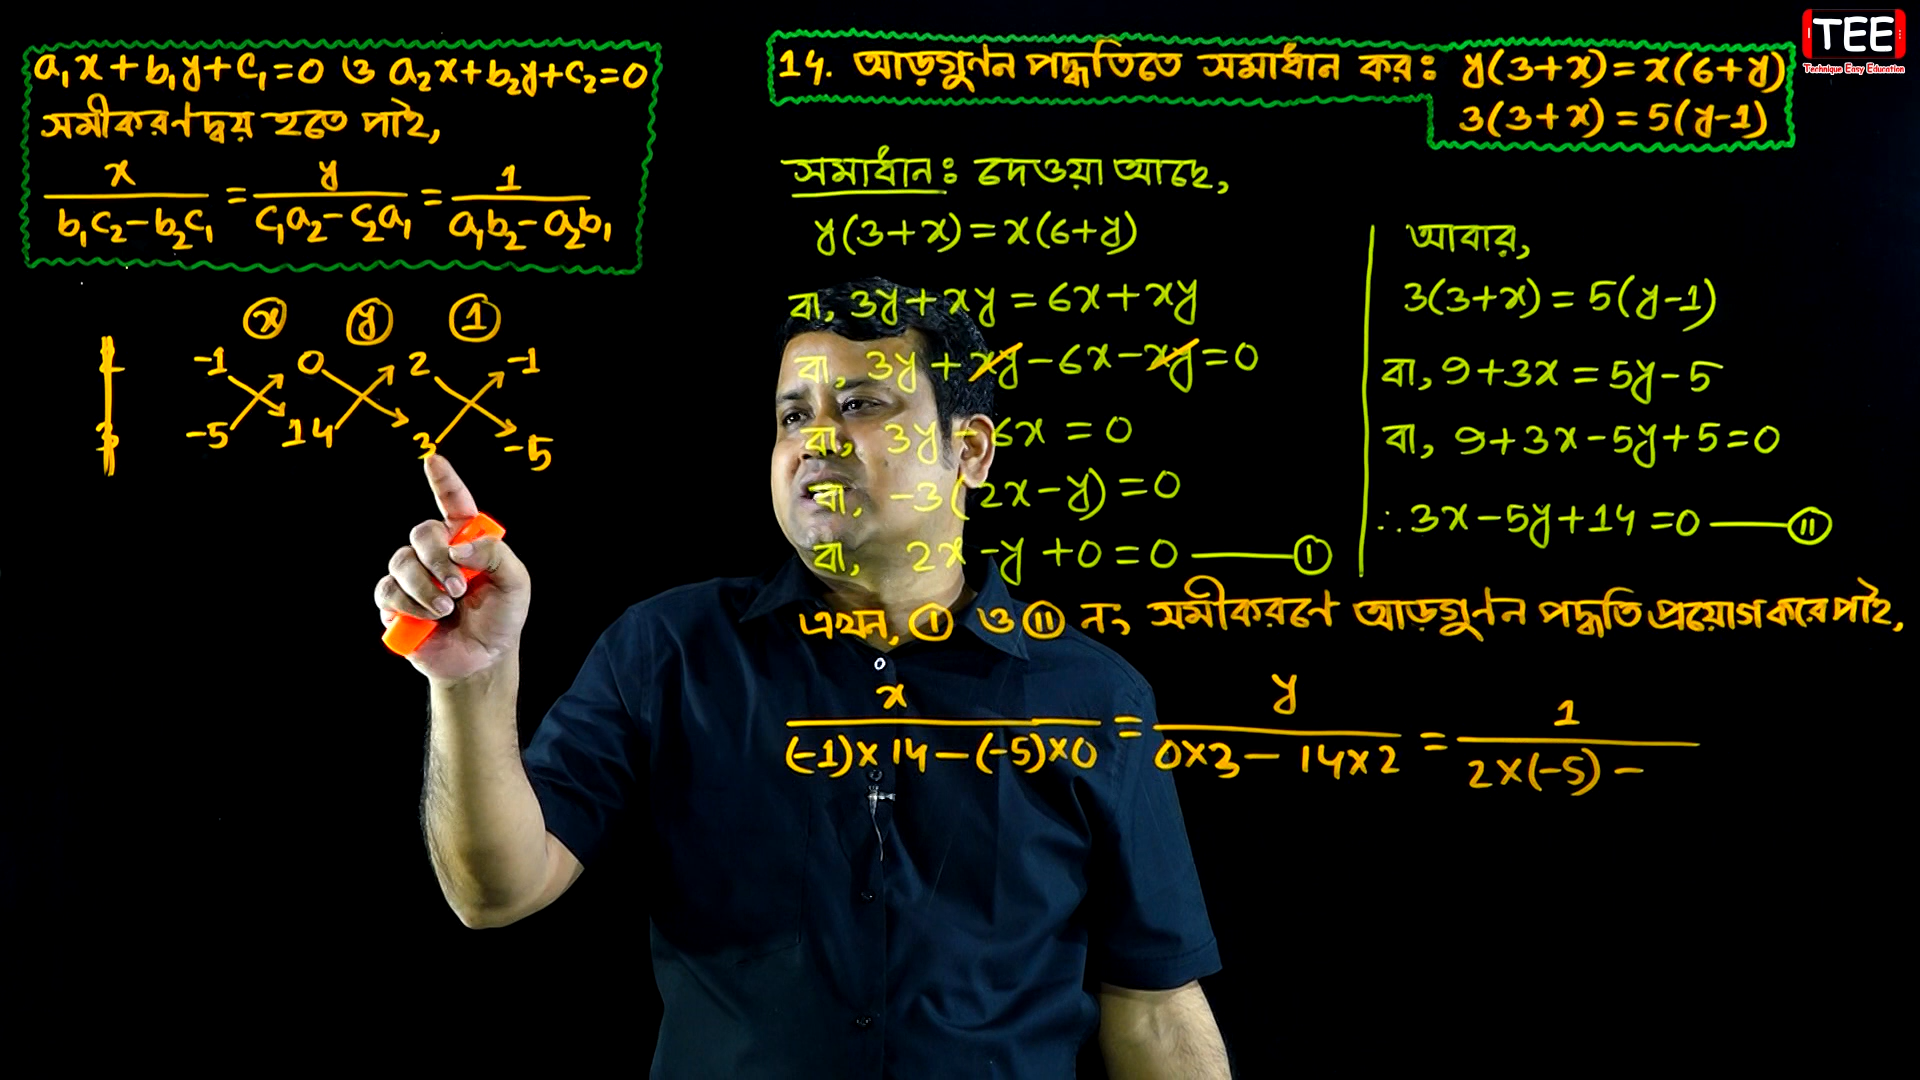 a₁x+b₁y+c₁=0 ও a₂x+b₂y+c₂=0
সমীকরণদ্বয় হতে পাই,
x/(b₁c₂-b₂c₁) = y/(c₁a₂-c₂a₁) = 1/(a₁b₂-a₂b₁)
x y 1
-1 0 2 -1
-5 14 3 -5
14. আড়গুণন পদ্ধতিতে সমাধান কর: y(3+x)=x(6+y)
3(3+x)=5(y-1)
সমাধান: দেওয়া আছে,
y(3+x)=x(6+y)
বা, 3y+xy=6x+xy
বা, 3y+xy-6x-xy=0
বা, 3y-6x=0
বা, -3(2x-y)=0
বা, 2x-y+0=0 — (i)
আবার,
3(3+x)=5(y-1)
বা, 9+3x=5y-5
বা, 9+3x-5y+5=0
∴3x-5y+14=0 — (ii)
এখন, (i) ও (ii) নং সমীকরণে আড়গুণন পদ্ধতি প্রয়োগ করে পাই,
x/((-1)×14-(-5)×0) = y/(0×3-14×2) = 1/(2×(-5)-
TEE
Technique Easy Education